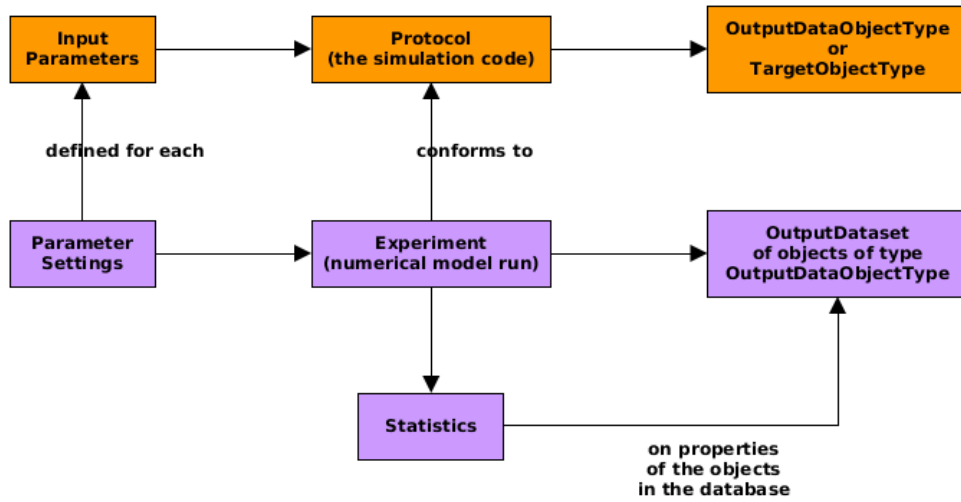 Input
Parameters
Protocol
(the simulation code)
OutputDataObjectType
or
TargetObjectType
defined for each
conforms to
Parameter
Settings
Experiment
(numerical model run)
OutputDataset
of objects of type
OutputDataObjectType
Statistics
on properties
of the objects
in the database